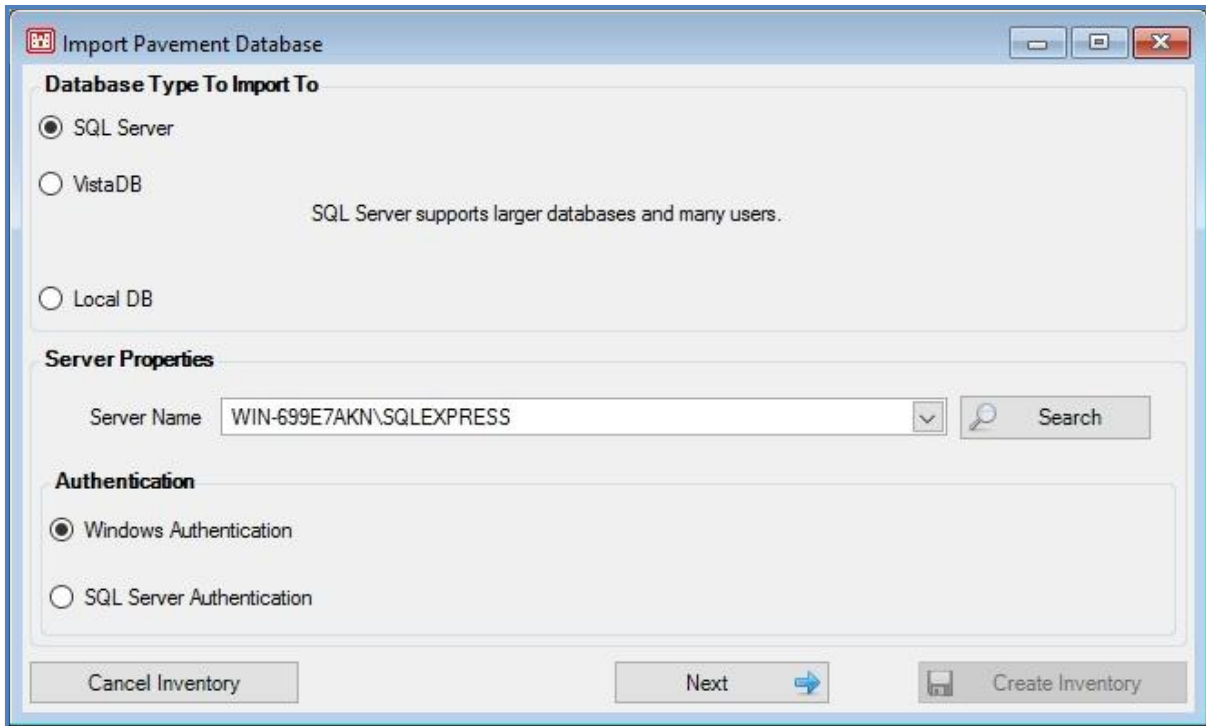 Import Pavement Database
Database Type To Import To
SQL Server
VistaDB
SQL Server supports larger databases and many users.
Local DB
Server Properties
Server Name WIN-699E7AKN\SQLEXPRESS Search
Authentication
Windows Authentication
SQL Server Authentication
Cancel Inventory Next Create Inventory